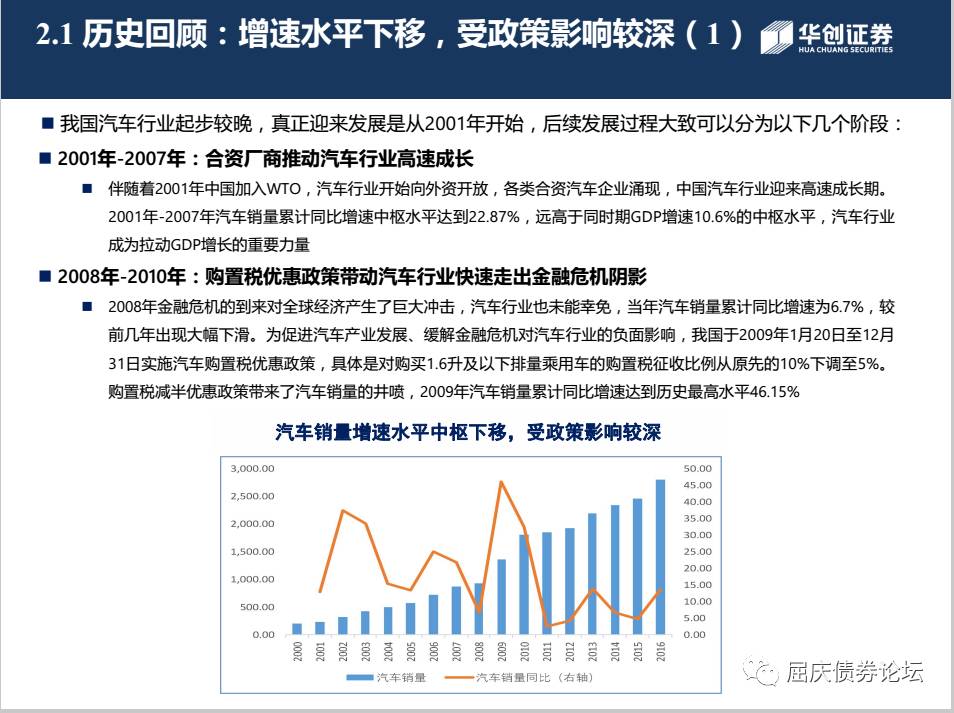 2.1 历史回顾：增速水平下移，受政策影响较深（1）
华创证券
HUA CHUANG SECURITIES
我国汽车行业起步较晚，真正迎来发展是从2001年开始，后续发展过程大致可以分为以下几个阶段：
2001年-2007年：合资厂商推动汽车行业高速成长
伴随着2001年中国加入WTO，汽车行业开始向外资开放，各类合资汽车企业涌现，中国汽车行业迎来高速成长期。
2001年-2007年汽车销量累计同比增速中枢水平达到22.87%，远高于同时期GDP增速10.6%的中枢水平，汽车行业
成为拉动GDP增长的重要力量
2008年-2010年：购置税优惠政策带动汽车行业快速走出金融危机阴影
2008年金融危机的到来对全球经济产生了巨大冲击，汽车行业也未能幸免，当年汽车销量累计同比增速为6.7%，较
前几年出现大幅下滑。为促进汽车产业发展、缓解金融危机对汽车行业的负面影响，我国于2009年1月20日至12月
31日实施汽车购置税优惠政策，具体是对购买1.6升及以下排量乘用车的购置税征收比例从原先的10%下调至5%。
购置税减半优惠政策带来了汽车销量的井喷，2009年汽车销量累计同比增速达到历史最高水平46.15%
汽车销量增速水平中枢下移，受政策影响较深
3,000.00
2,500.00
2,000.00
1,500.00
1,000.00
500.00
0.00
50.00
45.00
40.00
35.00
30.00
25.00
20.00
15.00
10.00
5.00
0.00
2000
2001
2002
2003
2004
2005
2006
2007
2008
2009
2010
2011
2012
2013
2014
2015
2016
汽车销量
汽车销量同比（右轴）
屈庆债券论坛